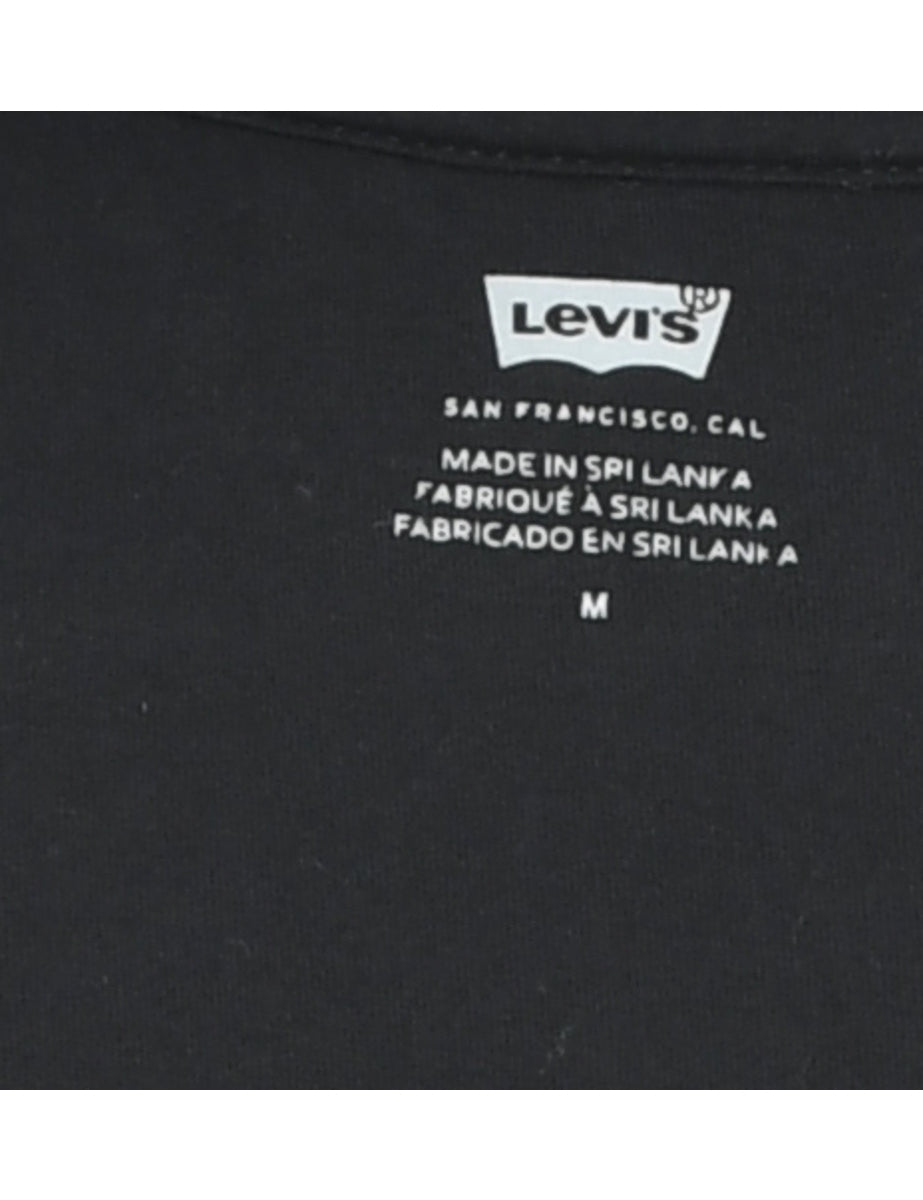 Levi's®
SAN FRANCISCO, CAL
MADE IN SRI LANKA
FABRIQUÉ À SRI LANKA
FABRICADO EN SRI LANKA
M